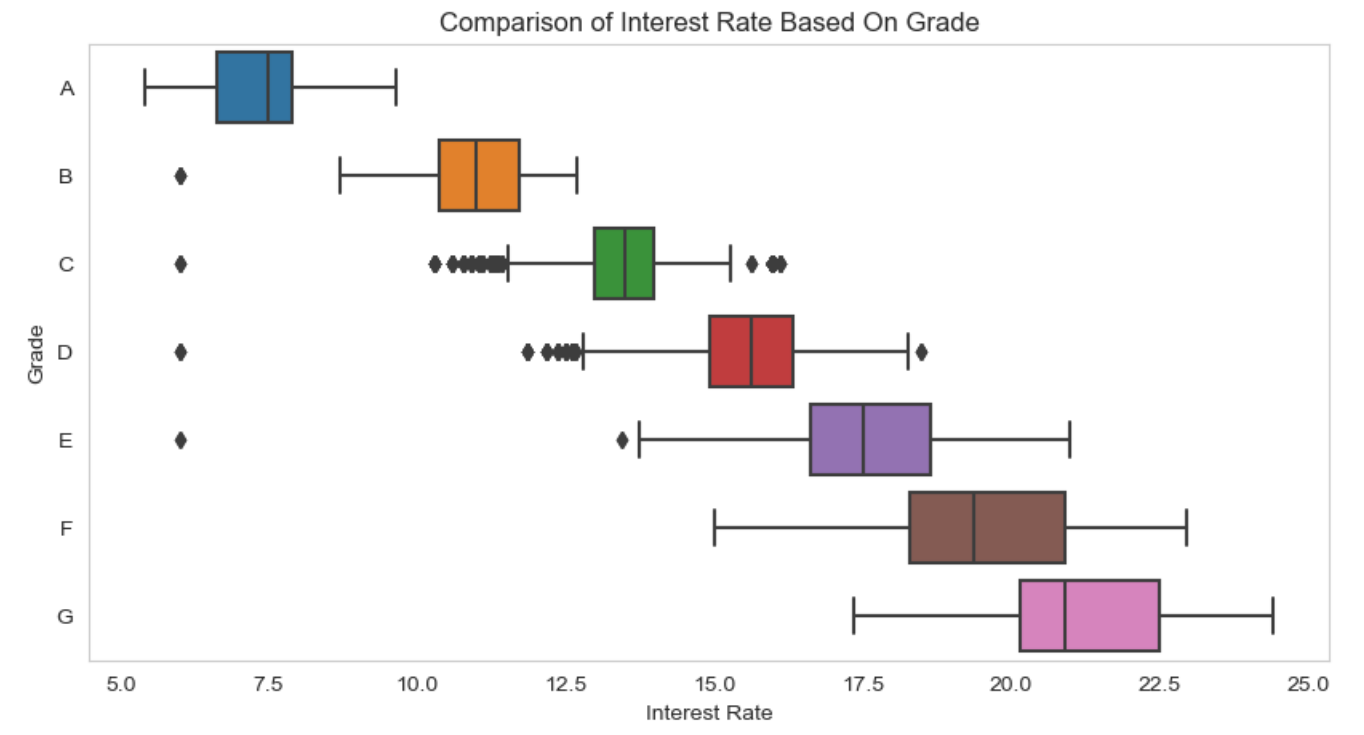 Comparison of Interest Rate Based On Grade
A
B
C
D
E
F
G
Grade
5.0 7.5 10.0 12.5 15.0 17.5 20.0 22.5 25.0
Interest Rate